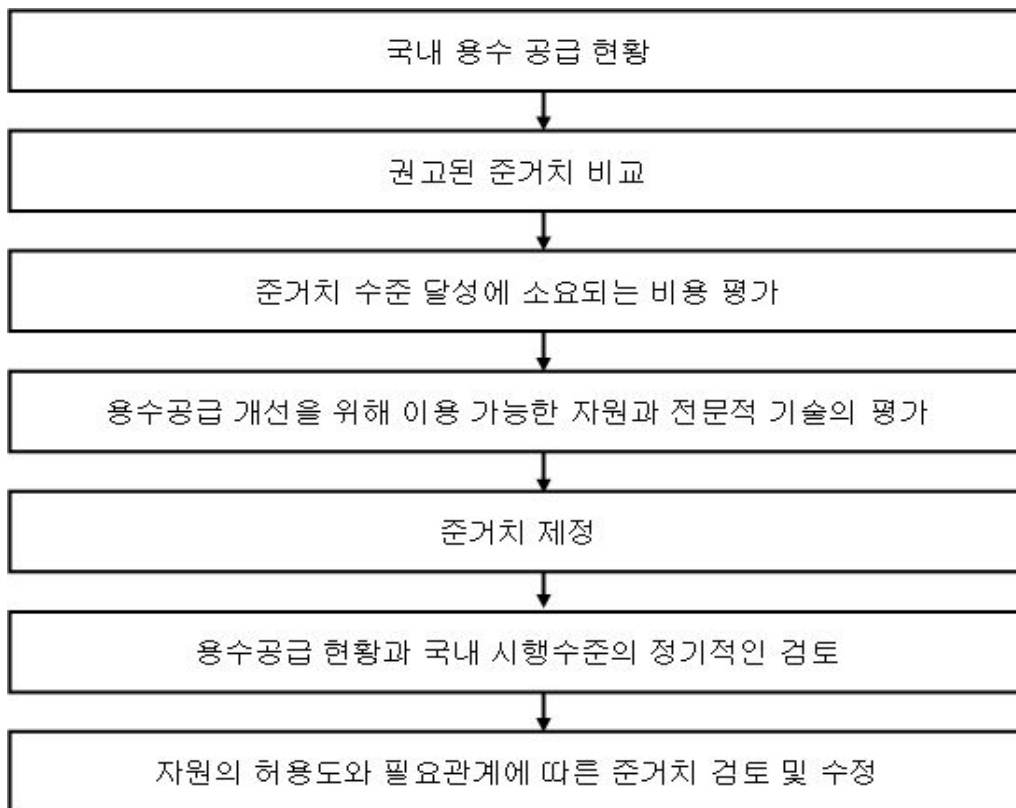 국내 용수 공급 현황
권고된 준거치 비교
준거치 수준 달성에 소요되는 비용 평가
용수공급 개선을 위해 이용 가능한 자원과 전문적 기술의 평가
준거치 제정
용수공급 현황과 국내 시행수준의 정기적인 검토
자원의 허용도와 필요관계에 따른 준거치 검토 및 수정